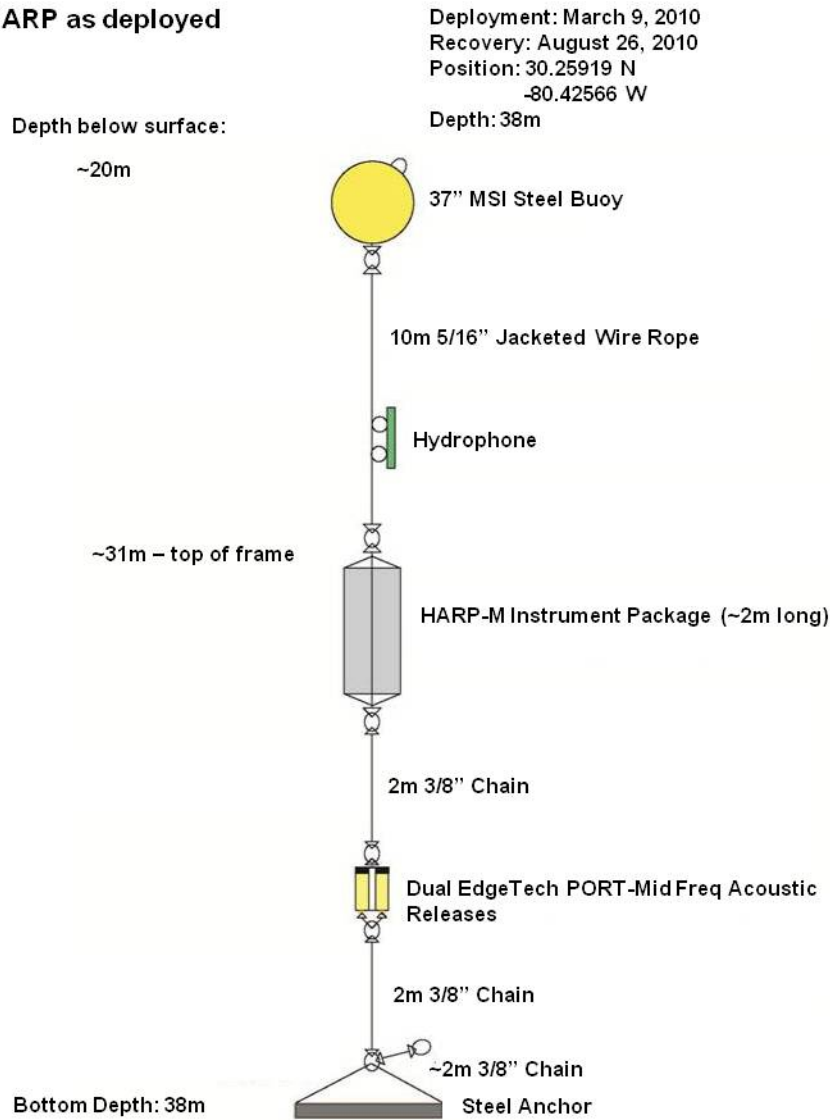 ARP as deployed
Deployment: March 9, 2010
Recovery: August 26, 2010
Position: 30.25919 N
-80.42566 W
Depth: 38m
Depth below surface:
~20m
37” MSI Steel Buoy
10m 5/16” Jacketed Wire Rope
Hydrophone
~31m – top of frame
HARP-M Instrument Package (~2m long)
2m 3/8” Chain
Dual EdgeTech PORT-Mid Freq Acoustic
Releases
2m 3/8” Chain
~2m 3/8” Chain
Bottom Depth: 38m
Steel Anchor